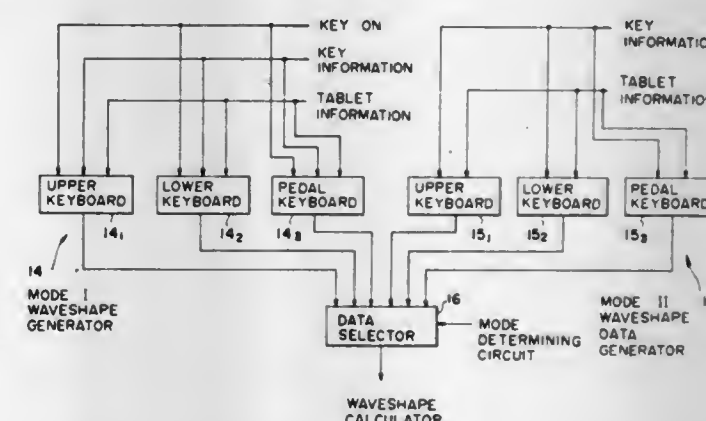 KEY ON
KEY
INFORMATION
TABLET
INFORMATION
KEY
INFORMATION
TABLET
INFORMATION
UPPER
KEYBOARD
14₁
LOWER
KEYBOARD
14₂
PEDAL
KEYBOARD
14₃
UPPER
KEYBOARD
15₁
LOWER
KEYBOARD
15₂
PEDAL
KEYBOARD
15₃
14
MODE I
WAVESHAPE
GENERATOR
16
DATA
SELECTOR
MODE
DETERMINING
CIRCUIT
MODE II
WAVESHAPE
DATA
GENERATOR
WAVESHAPE
CALCULATOR